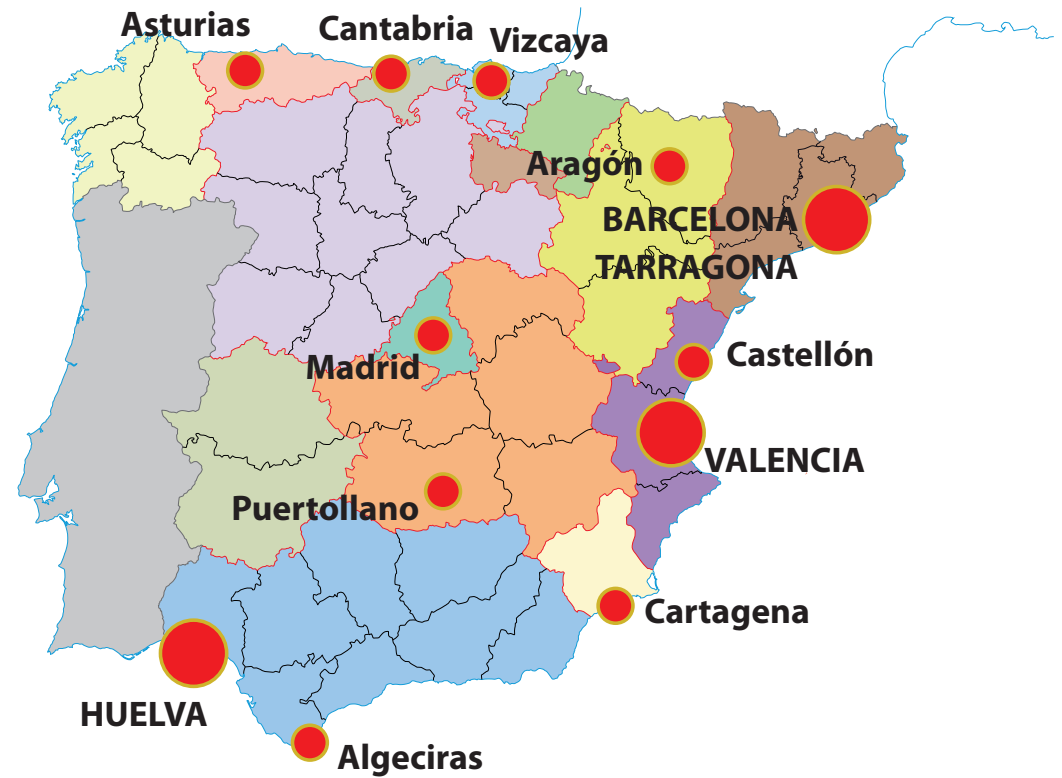 Asturias
Cantabria
Vizcaya
Aragón
BARCELONA
TARRAGONA
Castellón
Madrid
VALENCIA
Puertollano
Cartagena
HUELVA
Algeciras